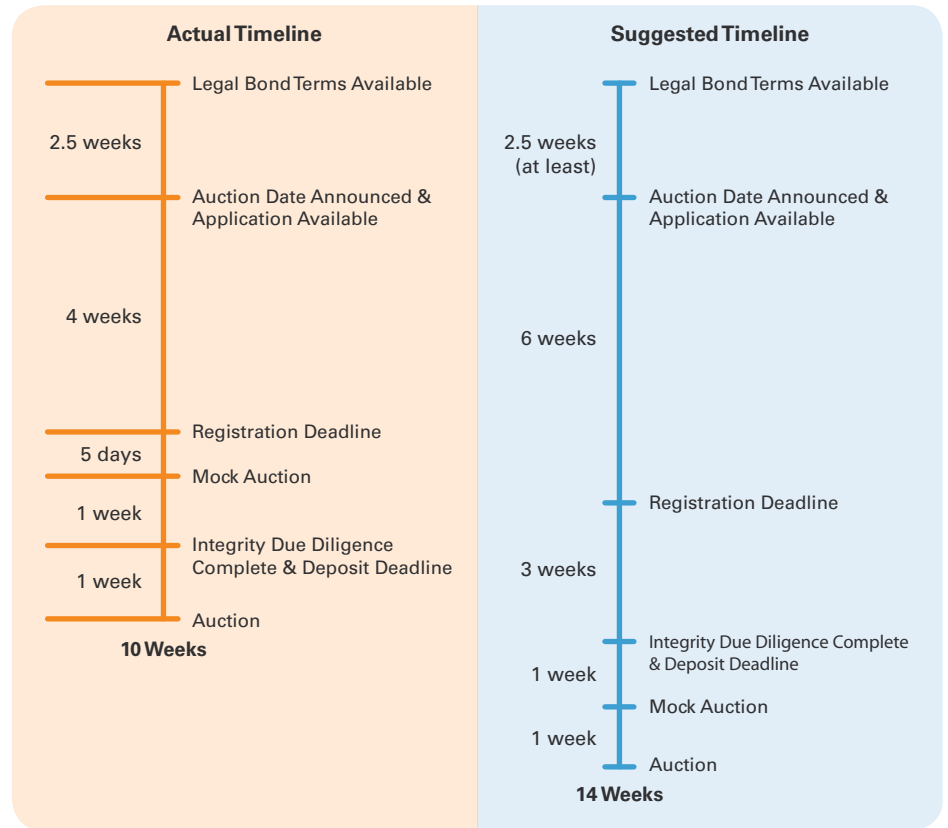 Actual Timeline
Legal Bond Terms Available
2.5 weeks
Auction Date Announced &
Application Available
4 weeks
Registration Deadline
5 days
Mock Auction
1 week
Integrity Due Diligence
Complete & Deposit Deadline
1 week
Auction
10 Weeks
Suggested Timeline
Legal Bond Terms Available
2.5 weeks
(at least)
Auction Date Announced &
Application Available
6 weeks
Registration Deadline
3 weeks
Integrity Due Diligence Complete
& Deposit Deadline
1 week
Mock Auction
1 week
Auction
14 Weeks